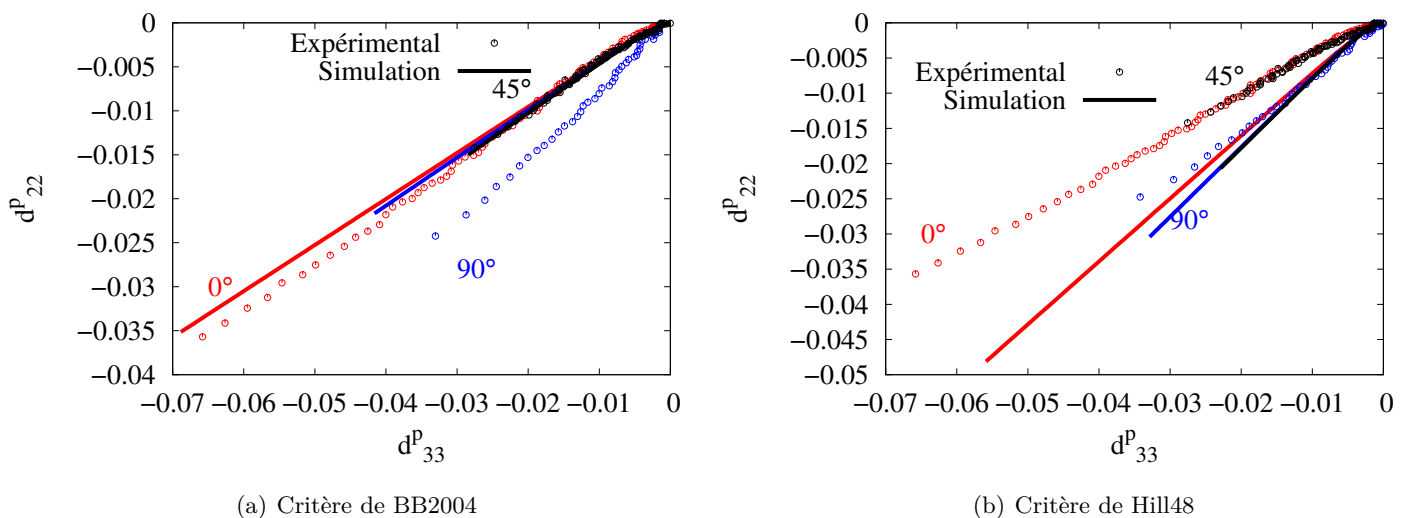 0
−0.005
−0.01
−0.015
−0.02
−0.025
−0.03
−0.035
−0.04
−0.07 −0.06 −0.05 −0.04 −0.03 −0.02 −0.01 0
d^p_22
d^p_33
Expérimental
Simulation
45°
0°
90°
(a) Critère de BB2004
0
−0.005
−0.01
−0.015
−0.02
−0.025
−0.03
−0.035
−0.04
−0.045
−0.05
−0.07 −0.06 −0.05 −0.04 −0.03 −0.02 −0.01 0
d^p_22
d^p_33
Expérimental
Simulation
45°
0°
90°
(b) Critère de Hill48